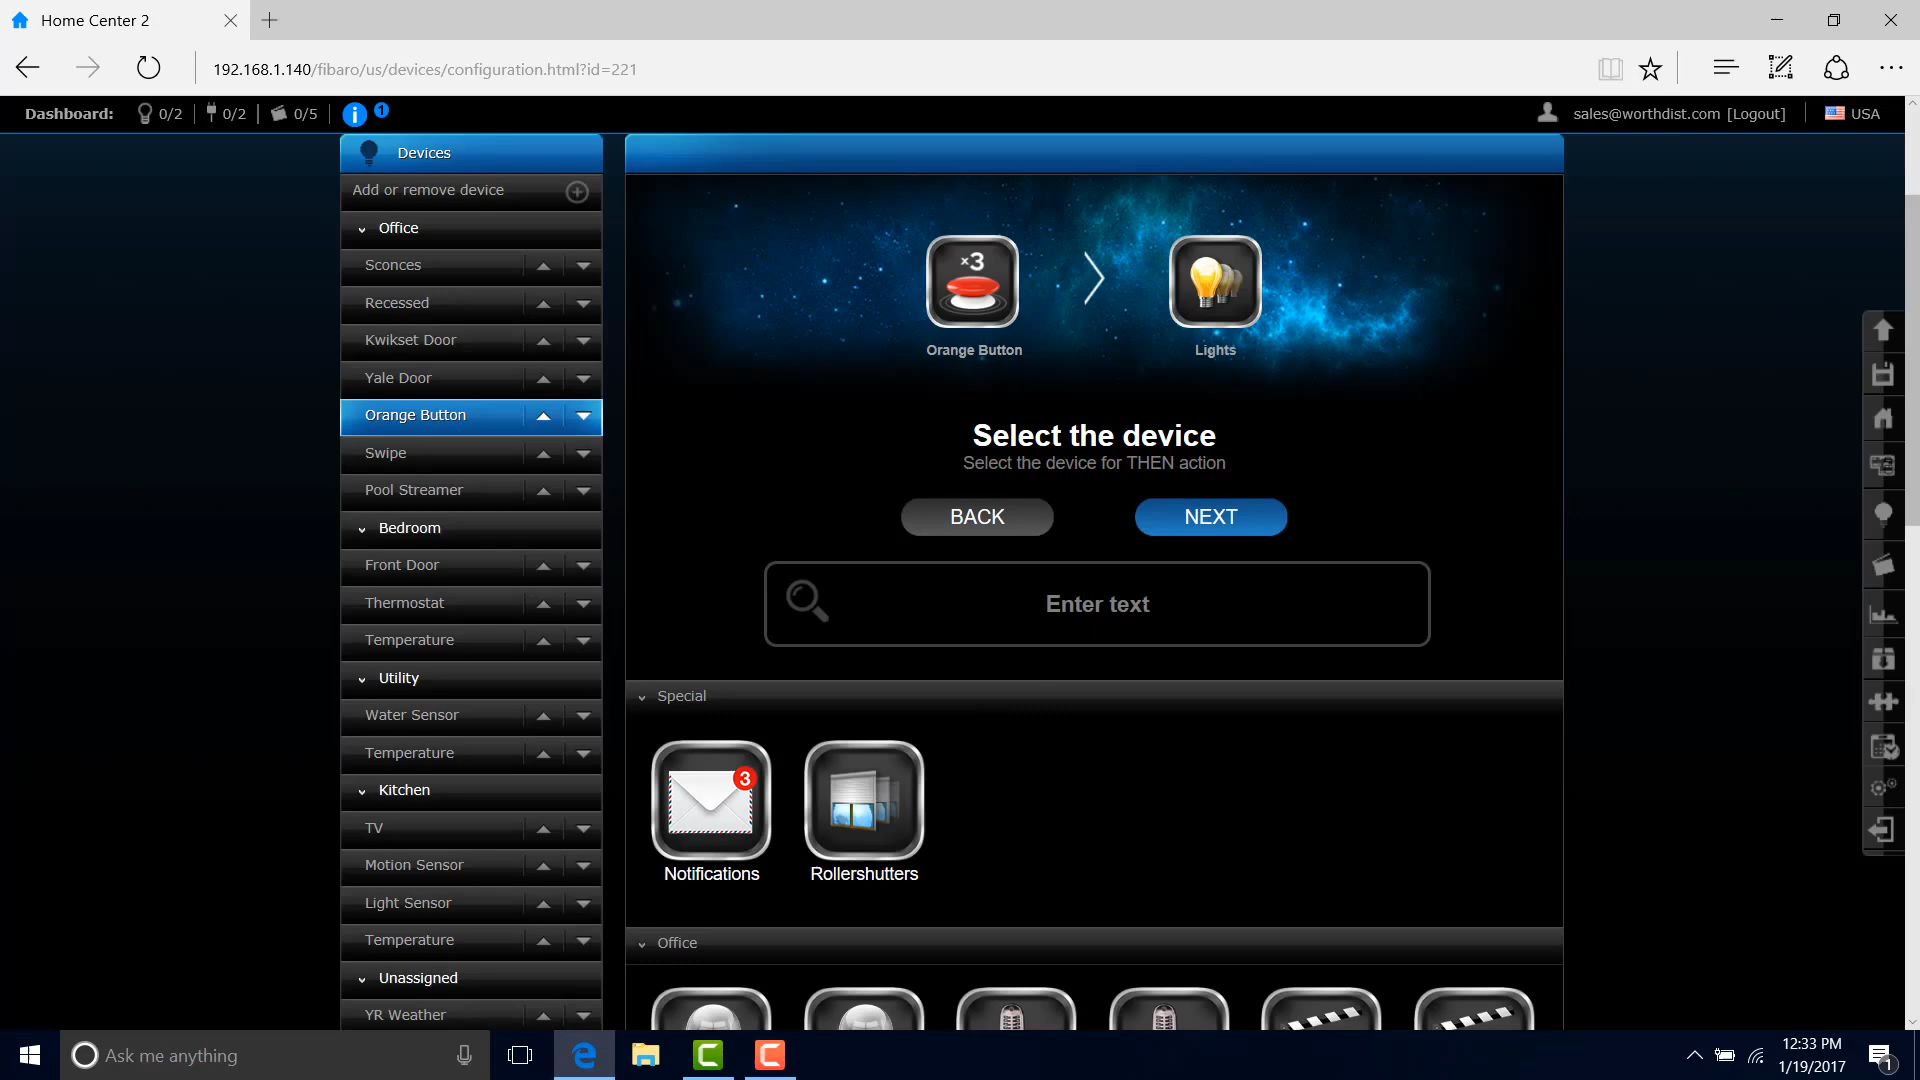 Home Center 2
192.168.1.140/fibaro/us/devices/configuration.html?id=221
Dashboard: 0/2 0/2 0/5 i 1
sales@worthdist.com [Logout] USA
Devices
Add or remove device
Office
Sconces
Recessed
Kwikset Door
Yale Door
Orange Button
Swipe
Pool Streamer
Bedroom
Front Door
Thermostat
Temperature
Utility
Water Sensor
Temperature
Kitchen
TV
Motion Sensor
Light Sensor
Temperature
Unassigned
YR Weather
×3
Orange Button
Lights
Select the device
Select the device for THEN action
BACK
NEXT
Enter text
Special
3
Notifications
Rollershutters
Office
Ask me anything
12:33 PM
1/19/2017
1